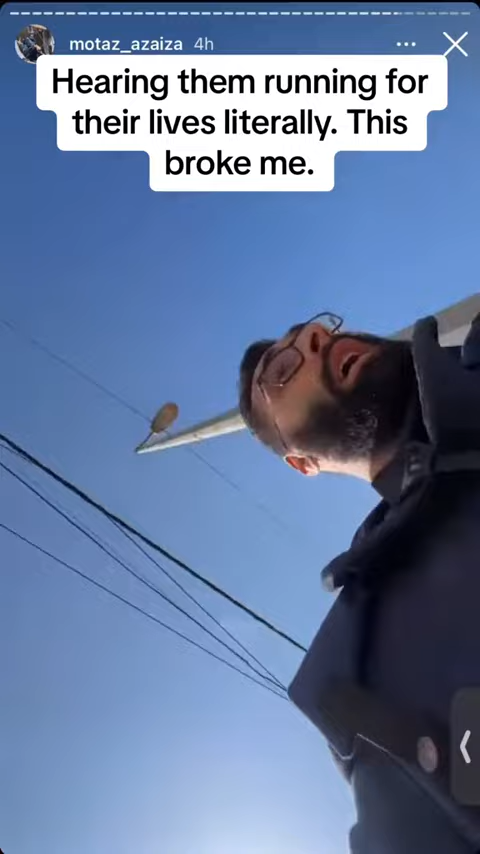 motaz_azaiza 4h
Hearing them running for
their lives literally. This
broke me.